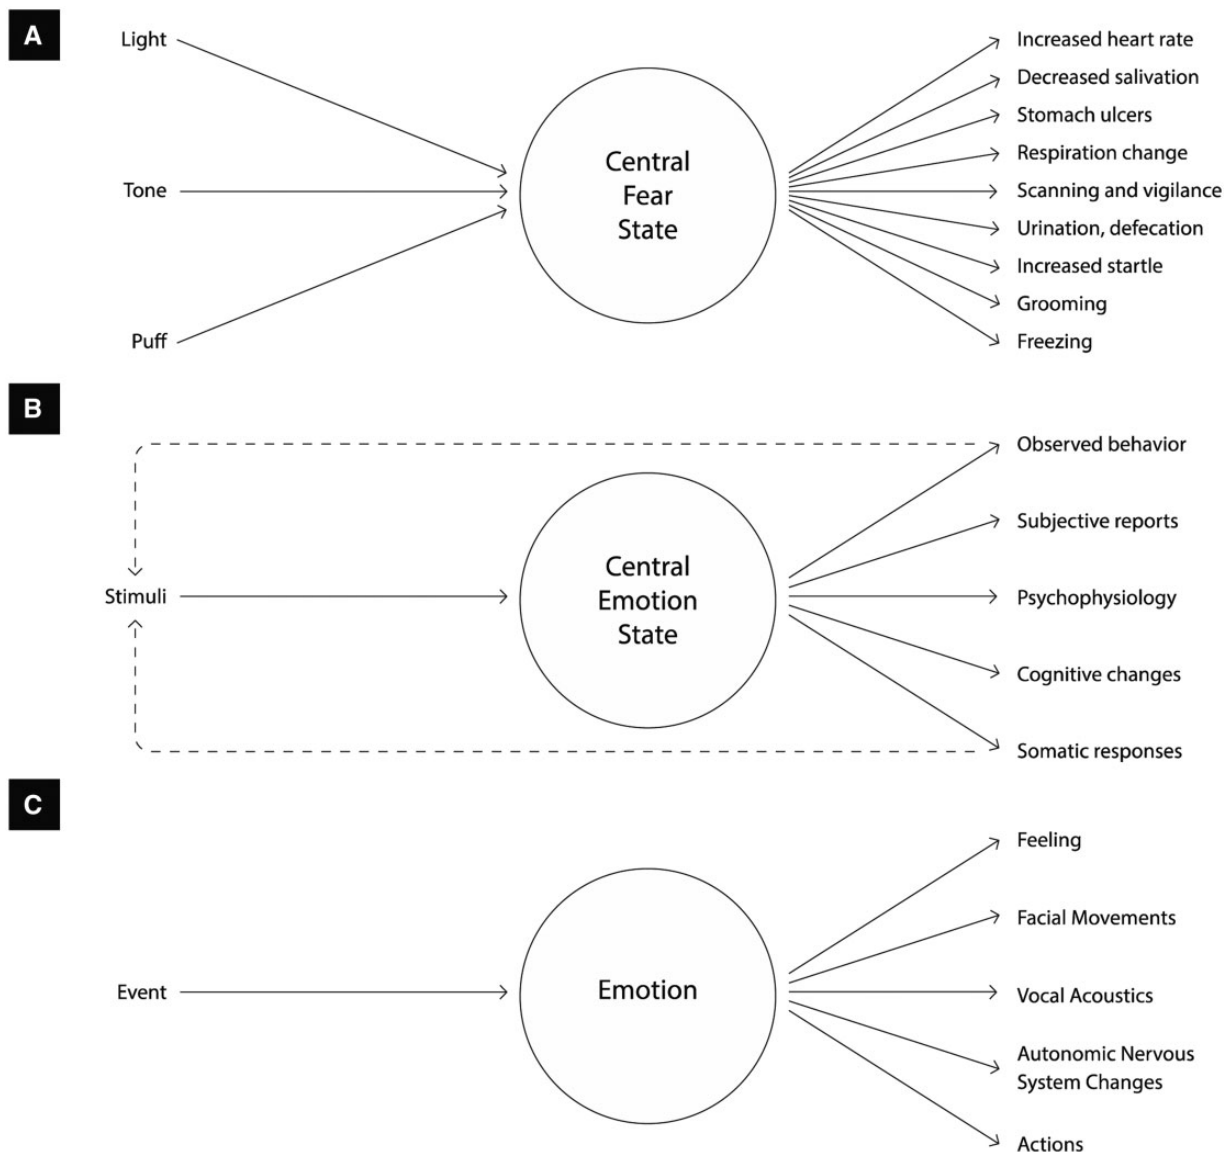 A
Light
Tone
Puff
Central
Fear
State
Increased heart rate
Decreased salivation
Stomach ulcers
Respiration change
Scanning and vigilance
Urination, defecation
Increased startle
Grooming
Freezing
B
Stimuli
Central
Emotion
State
Observed behavior
Subjective reports
Psychophysiology
Cognitive changes
Somatic responses
C
Event
Emotion
Feeling
Facial Movements
Vocal Acoustics
Autonomic Nervous
System Changes
Actions